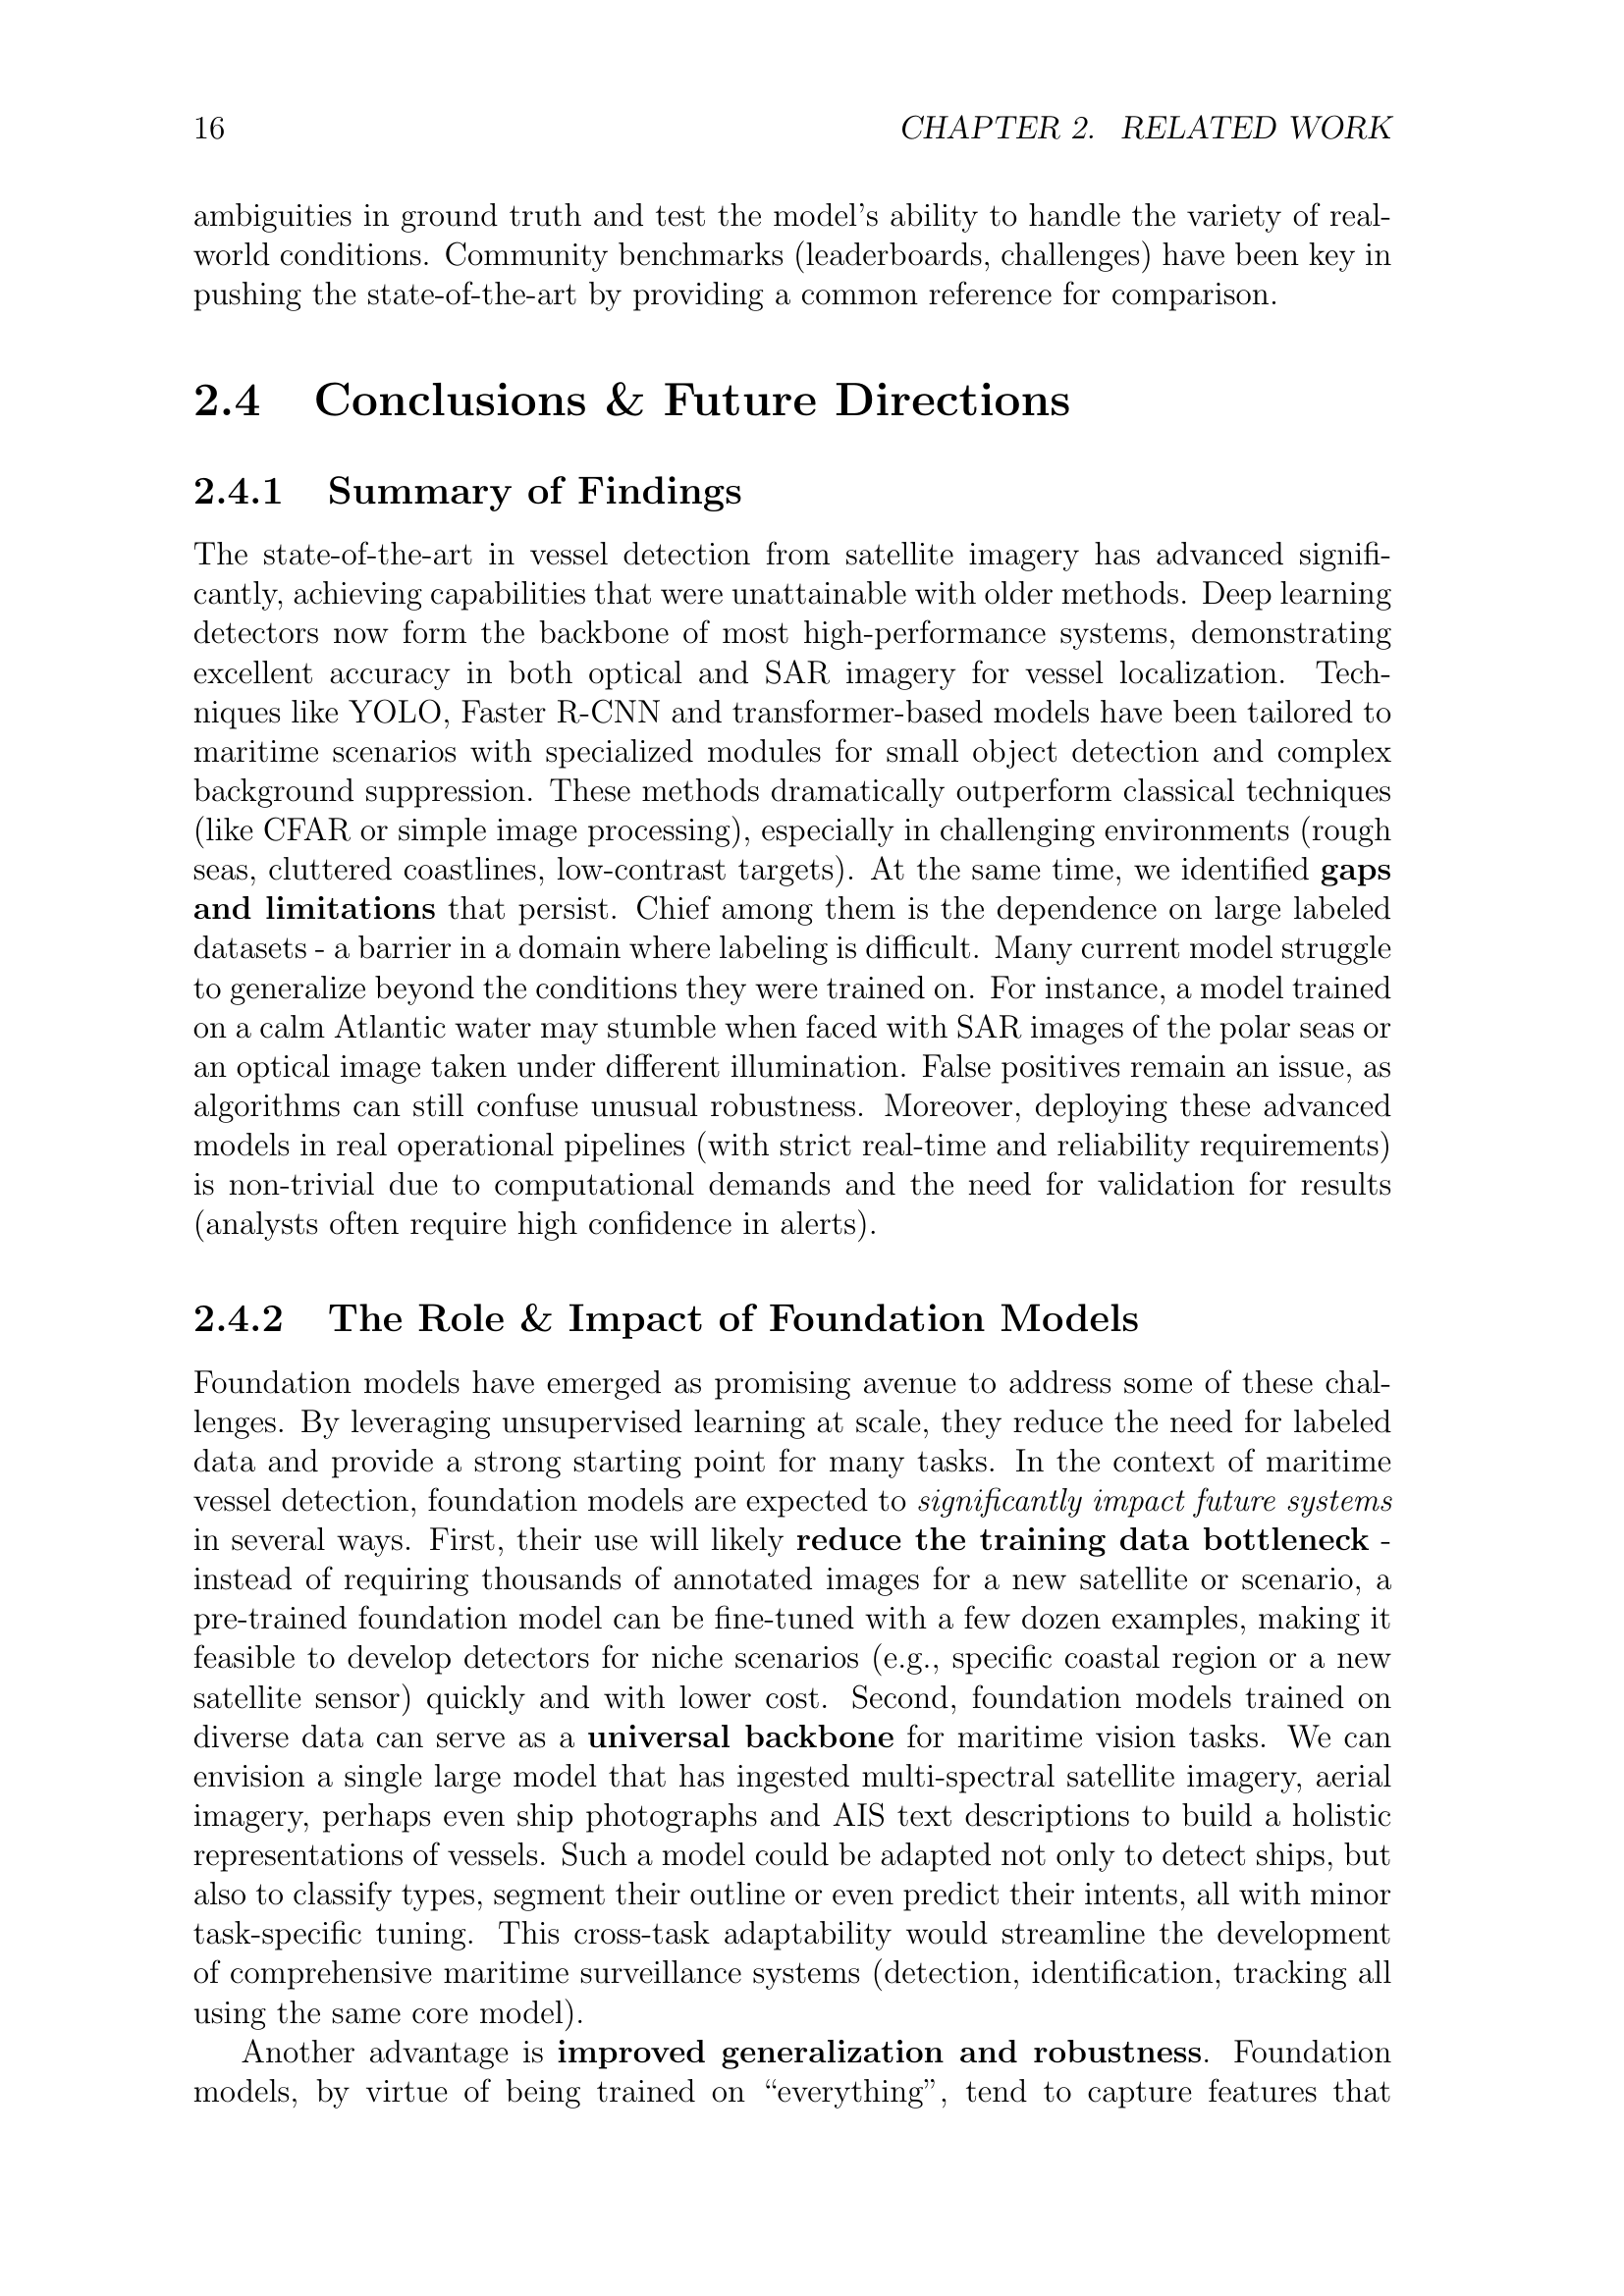 16 CHAPTER 2. RELATED WORK
ambiguities in ground truth and test the model's ability to handle the variety of real-
world conditions. Community benchmarks (leaderboards, challenges) have been key in
pushing the state-of-the-art by providing a common reference for comparison.
2.4 Conclusions & Future Directions
2.4.1 Summary of Findings
The state-of-the-art in vessel detection from satellite imagery has advanced signifi-
cantly, achieving capabilities that were unattainable with older methods. Deep learning
detectors now form the backbone of most high-performance systems, demonstrating
excellent accuracy in both optical and SAR imagery for vessel localization. Tech-
niques like YOLO, Faster R-CNN and transformer-based models have been tailored to
maritime scenarios with specialized modules for small object detection and complex
background suppression. These methods dramatically outperform classical techniques
(like CFAR or simple image processing), especially in challenging environments (rough
seas, cluttered coastlines, low-contrast targets). At the same time, we identified gaps
and limitations that persist. Chief among them is the dependence on large labeled
datasets - a barrier in a domain where labeling is difficult. Many current model struggle
to generalize beyond the conditions they were trained on. For instance, a model trained
on a calm Atlantic water may stumble when faced with SAR images of the polar seas or
an optical image taken under different illumination. False positives remain an issue, as
algorithms can still confuse unusual robustness. Moreover, deploying these advanced
models in real operational pipelines (with strict real-time and reliability requirements)
is non-trivial due to computational demands and the need for validation for results
(analysts often require high confidence in alerts).
2.4.2 The Role & Impact of Foundation Models
Foundation models have emerged as promising avenue to address some of these chal-
lenges. By leveraging unsupervised learning at scale, they reduce the need for labeled
data and provide a strong starting point for many tasks. In the context of maritime
vessel detection, foundation models are expected to significantly impact future systems
in several ways. First, their use will likely reduce the training data bottleneck -
instead of requiring thousands of annotated images for a new satellite or scenario, a
pre-trained foundation model can be fine-tuned with a few dozen examples, making it
feasible to develop detectors for niche scenarios (e.g., specific coastal region or a new
satellite sensor) quickly and with lower cost. Second, foundation models trained on
diverse data can serve as a universal backbone for maritime vision tasks. We can
envision a single large model that has ingested multi-spectral satellite imagery, aerial
imagery, perhaps even ship photographs and AIS text descriptions to build a holistic
representations of vessels. Such a model could be adapted not only to detect ships, but
also to classify types, segment their outline or even predict their intents, all with minor
task-specific tuning. This cross-task adaptability would streamline the development
of comprehensive maritime surveillance systems (detection, identification, tracking all
using the same core model).
Another advantage is improved generalization and robustness. Foundation
models, by virtue of being trained on “everything”, tend to capture features that